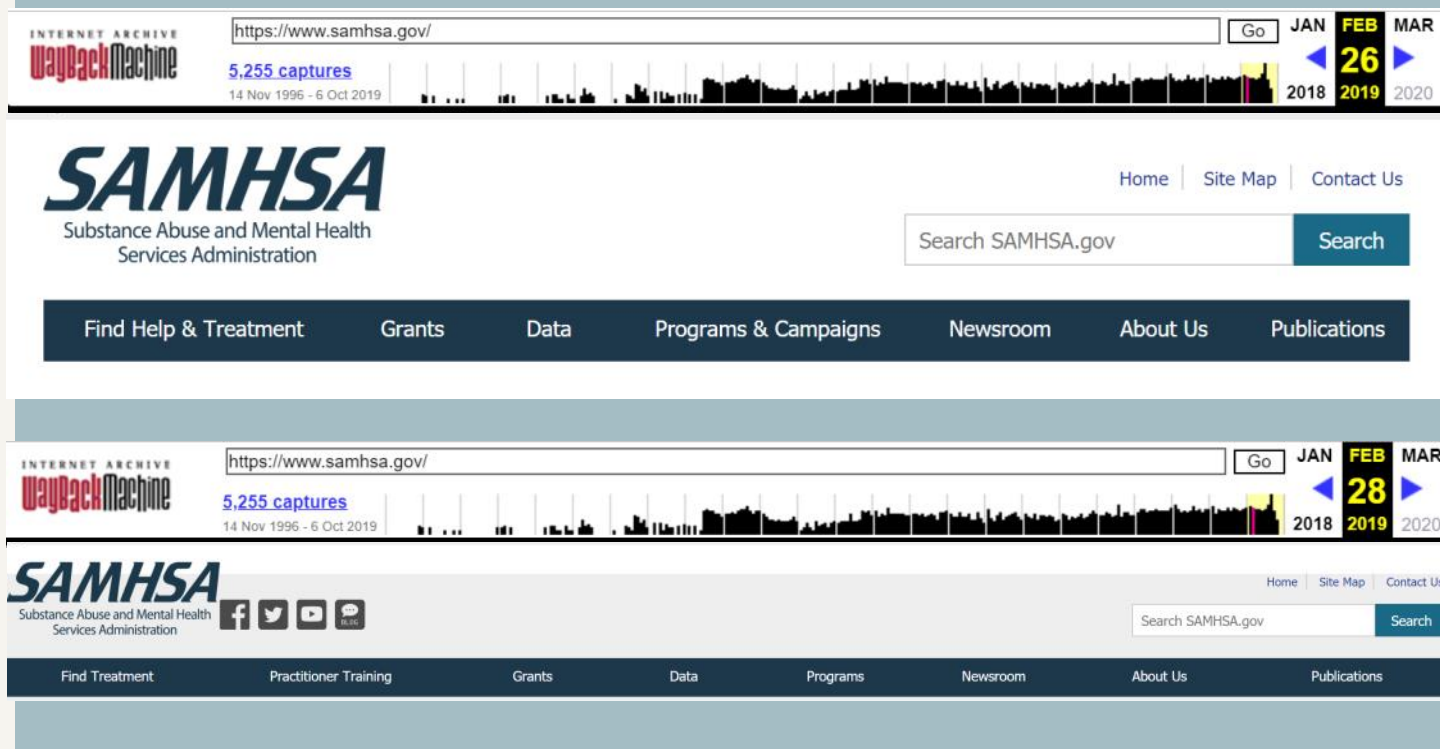 INTERNET ARCHIVE
WayBackMachine
https://www.samhsa.gov/
Go
JAN FEB MAR
5,255 captures
26
14 Nov 1996 - 6 Oct 2019
2018 2019 2020
SAMHSA
Substance Abuse and Mental Health
Services Administration
Home Site Map Contact Us
Search SAMHSA.gov Search
Find Help & Treatment Grants Data Programs & Campaigns Newsroom About Us Publications
INTERNET ARCHIVE
WayBackMachine
https://www.samhsa.gov/
Go
JAN FEB MAR
5,255 captures
28
14 Nov 1996 - 6 Oct 2019
2018 2019 2020
SAMHSA
Substance Abuse and Mental Health
Services Administration
BLOG
Home Site Map Contact Us
Search SAMHSA.gov Search
Find Treatment Practitioner Training Grants Data Programs Newsroom About Us Publications